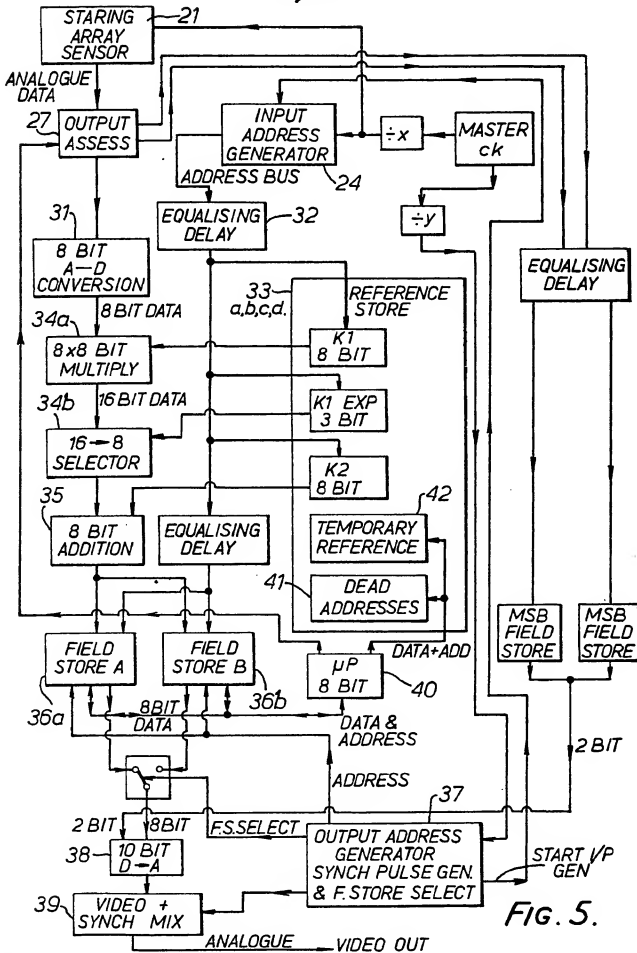 STARING
ARRAY
SENSOR
21
ANALOGUE
DATA
27
OUTPUT
ASSESS
INPUT
ADDRESS
GENERATOR
24
÷x
MASTER
ck
ADDRESS BUS
÷y
31
8 BIT
A—D
CONVERSION
EQUALISING
DELAY
32
EQUALISING
DELAY
33
a,b,c,d.
REFERENCE
STORE
8 BIT DATA
34a
8x8 BIT
MULTIPLY
K1
8 BIT
16 BIT DATA
34b
16→8
SELECTOR
K1 EXP
3 BIT
K2
8 BIT
35
8 BIT
ADDITION
EQUALISING
DELAY
42
TEMPORARY
REFERENCE
41
DEAD
ADDRESSES
MSB
FIELD
STORE
MSB
FIELD
STORE
FIELD
STORE A
36a
FIELD
STORE B
36b
µP
8 BIT
40
DATA+ADD
8BIT
DATA
DATA &
ADDRESS
2 BIT
ADDRESS
37
2 BIT
8BIT
F.S.SELECT
38
10 BIT
D→A
OUTPUT ADDRESS
GENERATOR
SYNCH PULSE GEN.
& F.STORE SELECT
START I/P
GEN
39
VIDEO +
SYNCH MIX
ANALOGUE
VIDEO OUT
FIG. 5.